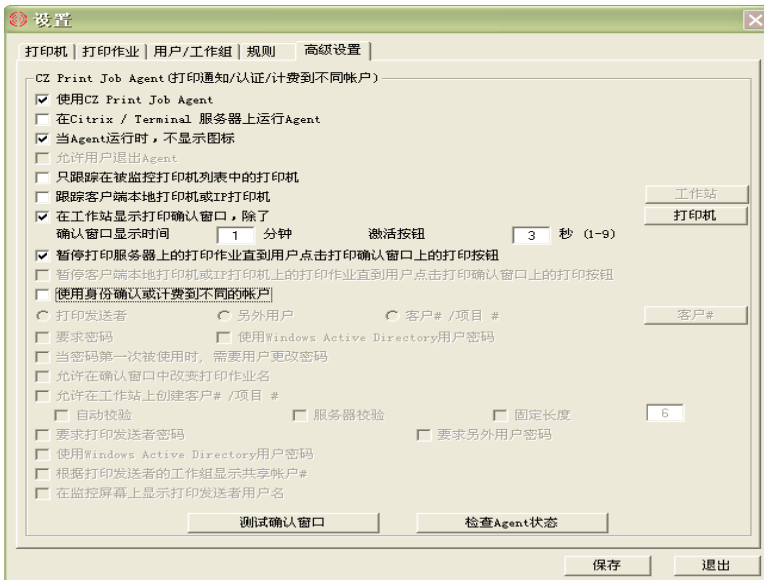 设置
打印机 打印作业 用户/工作组 规则 高级设置
CZ Print Job Agent(打印通知/认证/计费到不同帐户)
使用CZ Print Job Agent
在Citrix / Terminal 服务器上运行Agent
当Agent运行时，不显示图标
允许用户退出Agent
只跟踪在被监控打印机列表中的打印机
跟踪客户端本地打印机或IP打印机 工作站
在工作站显示打印确认窗口，除了 打印机
确认窗口显示时间 1 分钟 激活按钮 3 秒 (1-9)
暂停打印服务器上的打印作业直到用户点击打印确认窗口上的打印按钮
暂停客户端本地打印机或IP打印机上的打印作业直到用户点击打印确认窗口上的打印按钮
使用身份确认或计费到不同的帐户
打印发送者 另外用户 客户# /项目 # 客户#
要求密码 使用Windows Active Directory用户密码
当密码第一次被使用时, 需要用户更改密码
允许在确认窗口中改变打印作业名
允许在工作站上创建客户# /项目 #
自动校验 服务器校验 固定长度 6
要求打印发送者密码 要求另外用户密码
使用Windows Active Directory用户密码
根据打印发送者的工作组显示共享帐户#
在监控屏幕上显示打印发送者用户名
测试确认窗口 检查Agent状态
保存 退出